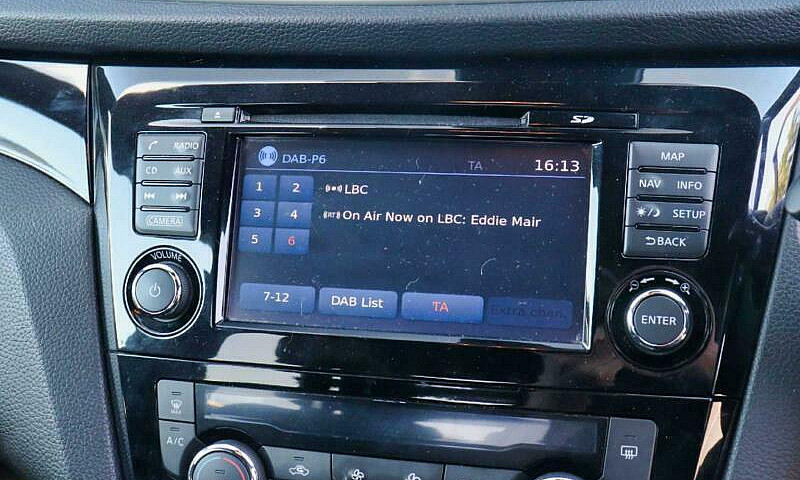 SD
RADIO
CD AUX
CAMERA
VOLUME
DAB-P6 TA 16:13
1 2 LBC
3 4 On Air Now on LBC: Eddie Mair
5 6
7-12 DAB List TA Extra chan.
MAP
NAV INFO
SETUP
BACK
ENTER
MAX
A/C